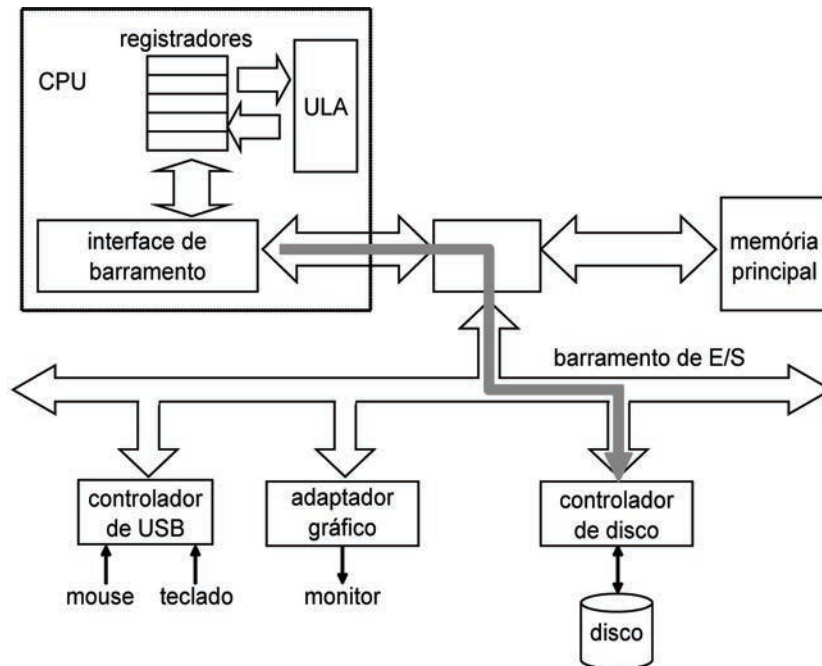 registradores
CPU
ULA
interface de
barramento
memória
principal
barramento de E/S
controlador
de USB
adaptador
gráfico
controlador
de disco
mouse
teclado
monitor
disco